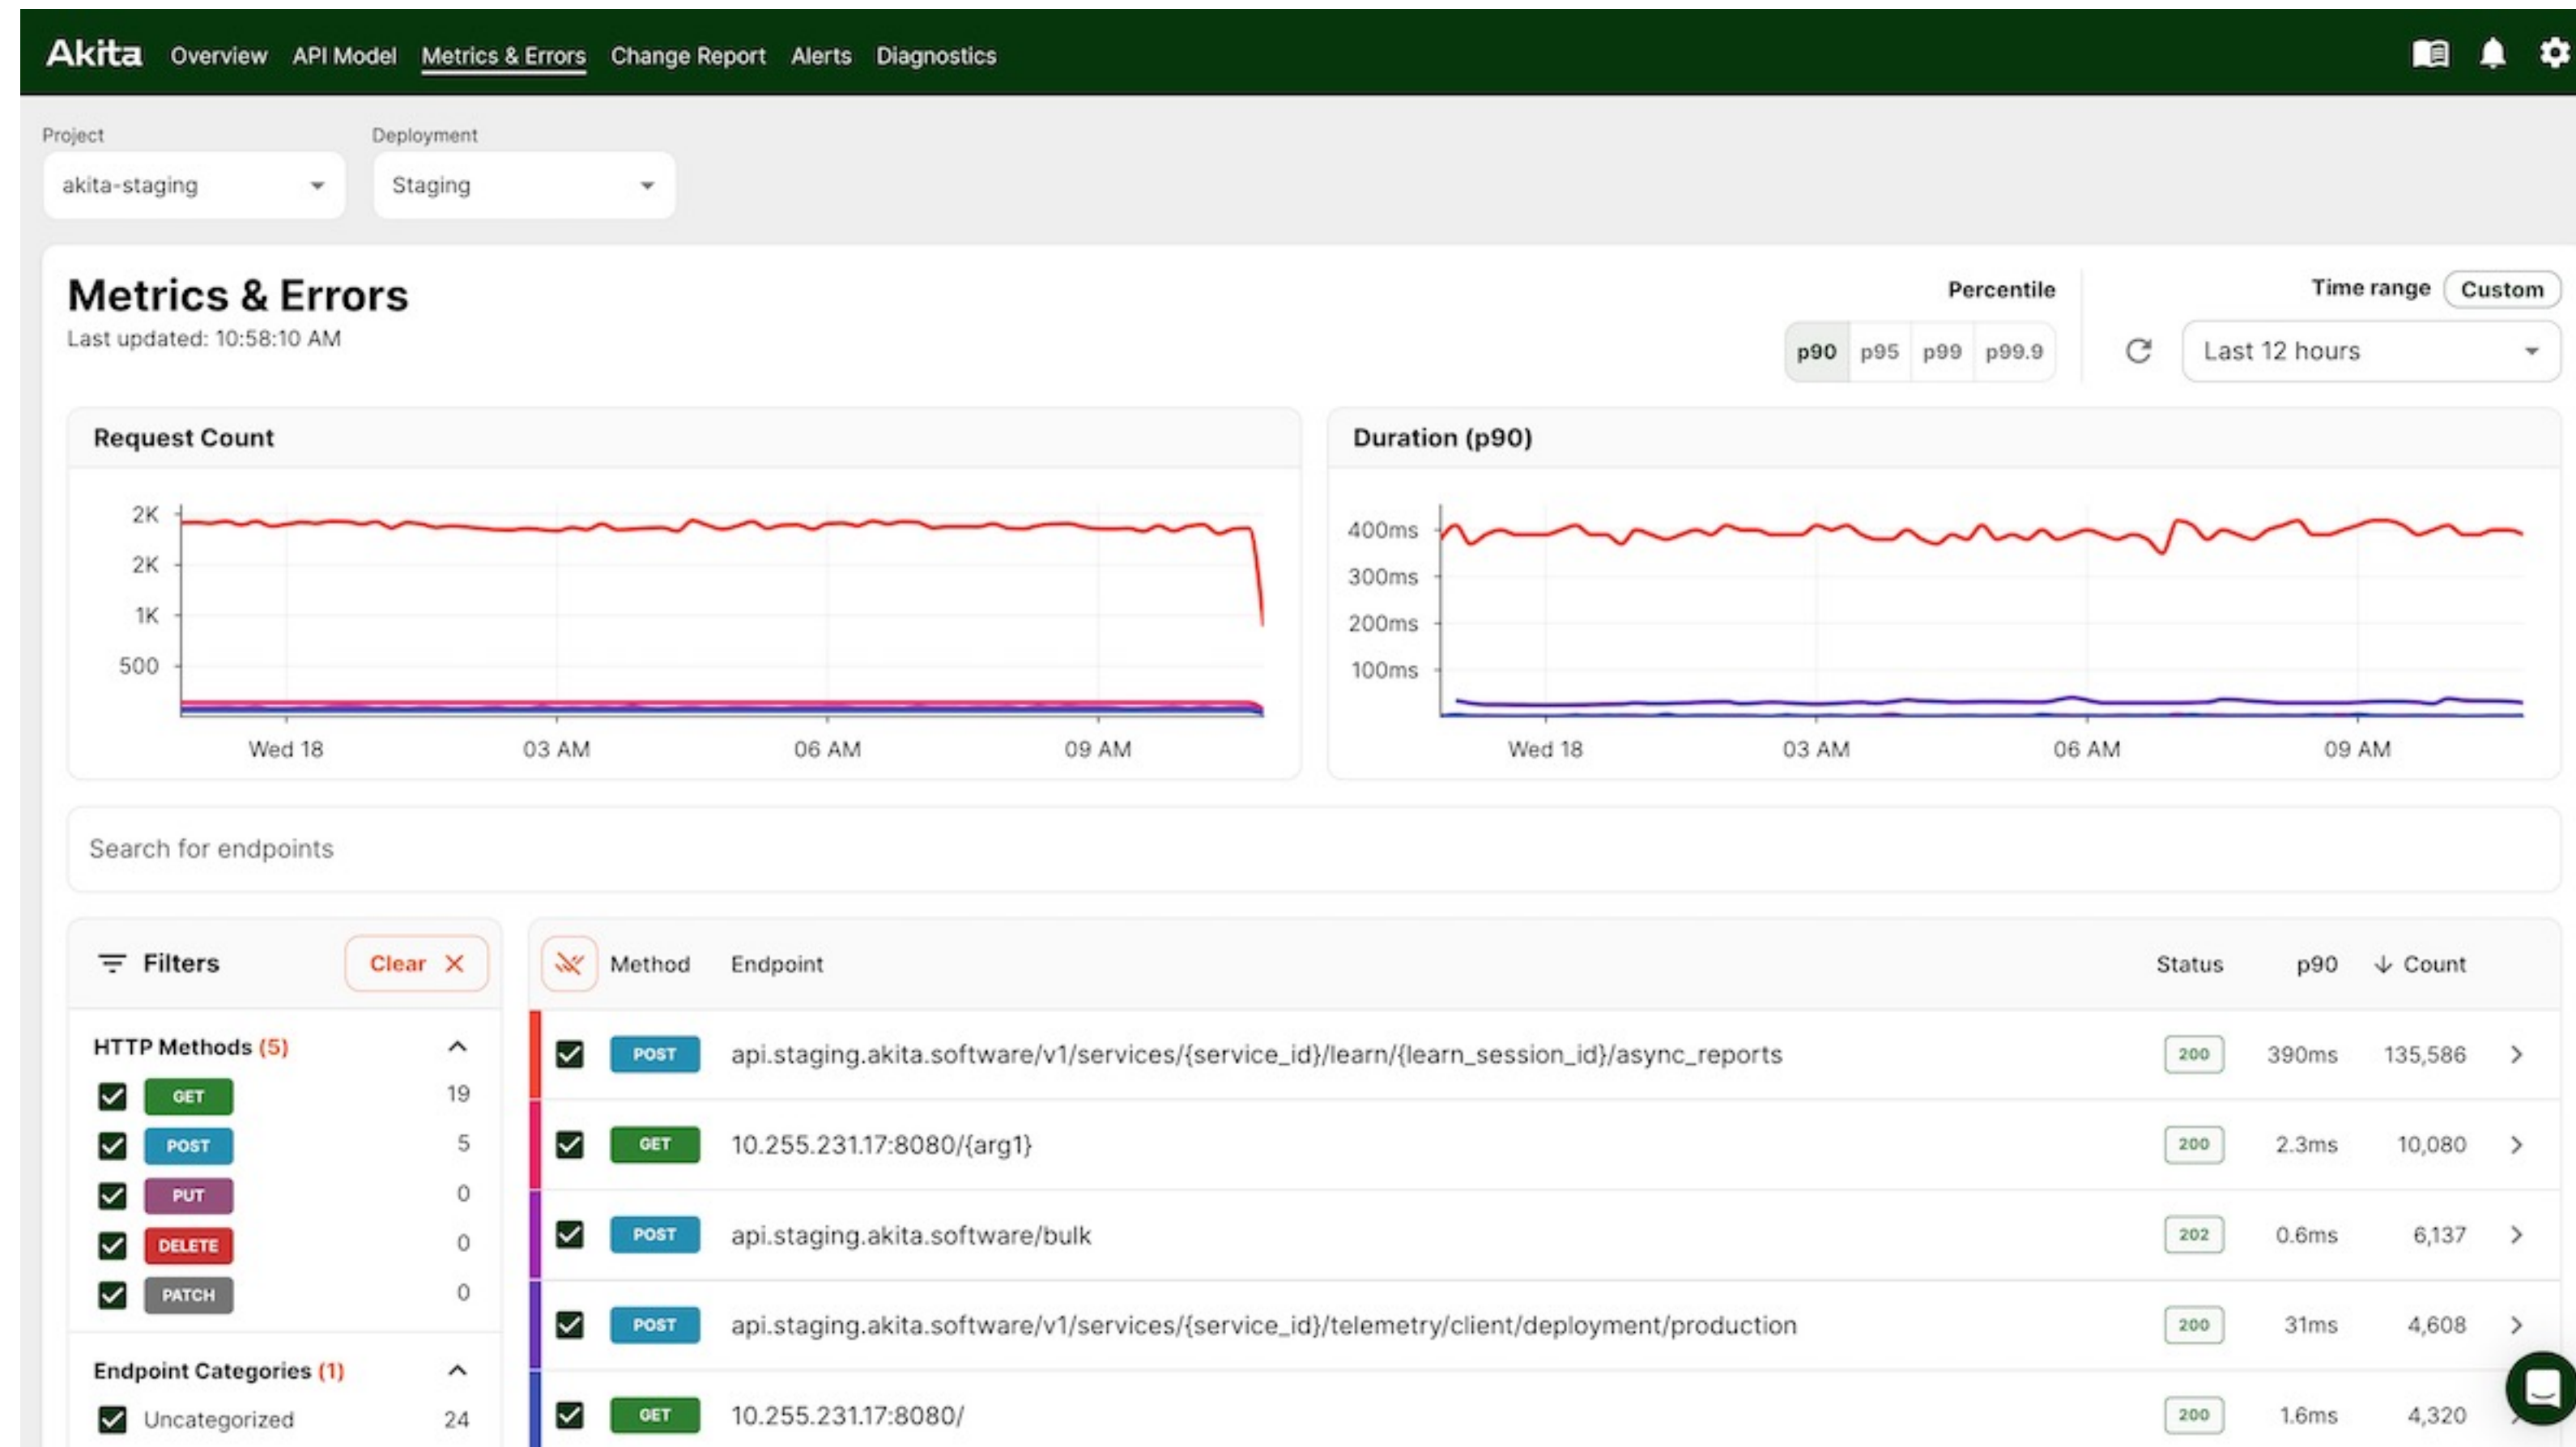 Akita Overview API Model Metrics & Errors Change Report Alerts Diagnostics
Project Deployment
akita-staging Staging
Metrics & Errors
Last updated: 10:58:10 AM
Percentile
p90 p95 p99 p99.9
Time range Custom
Last 12 hours
Request Count
2K
2K
1K
500
Wed 18 03 AM 06 AM 09 AM
Duration (p90)
400ms
300ms
200ms
100ms
Wed 18 03 AM 06 AM 09 AM
Search for endpoints
Filters Clear
HTTP Methods (5)
GET 19
POST 5
PUT 0
DELETE 0
PATCH 0
Endpoint Categories (1)
Uncategorized 24
Method Endpoint Status p90 Count
POST api.staging.akita.software/v1/services/{service_id}/learn/{learn_session_id}/async_reports 200 390ms 135,586
GET 10.255.231.17:8080/{arg1} 200 2.3ms 10,080
POST api.staging.akita.software/bulk 202 0.6ms 6,137
POST api.staging.akita.software/v1/services/{service_id}/telemetry/client/deployment/production 200 31ms 4,608
GET 10.255.231.17:8080/ 200 1.6ms 4,320